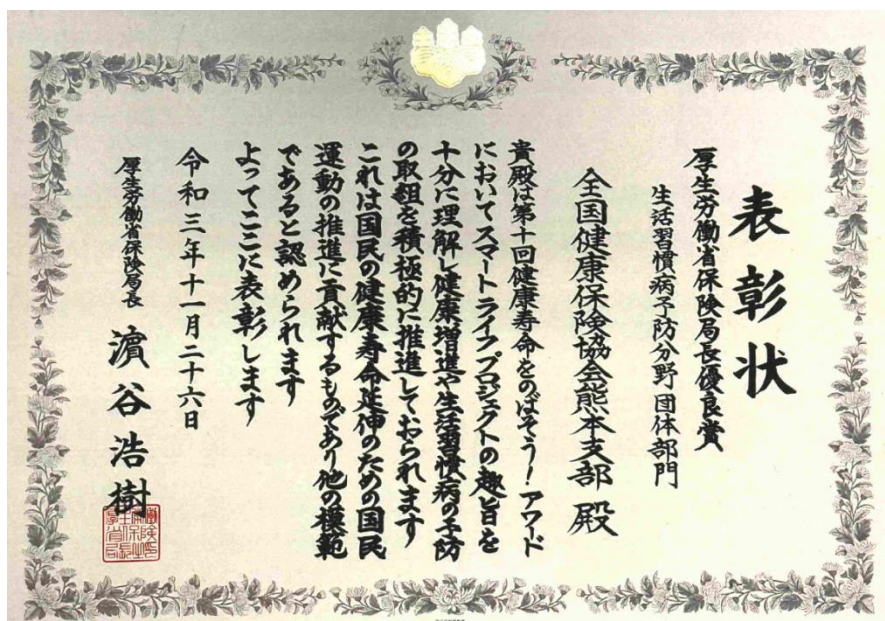 表彰状
厚生労働省保険局長優良賞
生活習慣病予防分野 団体部門
全国健康保険協会熊本支部 殿
貴殿は第十回健康寿命をのばそう！アワード
においてスマートライフプロジェクトの趣旨を
十分に理解し健康増進や生活習慣病の予防
の取組を積極的に推進しておられます
これは国民の健康寿命延伸のための国民
運動の推進に貢献するものであり他の模範
であると認められます
よってここに表彰します
令和三年十一月二十六日
厚生労働省保険局長 濵谷浩樹